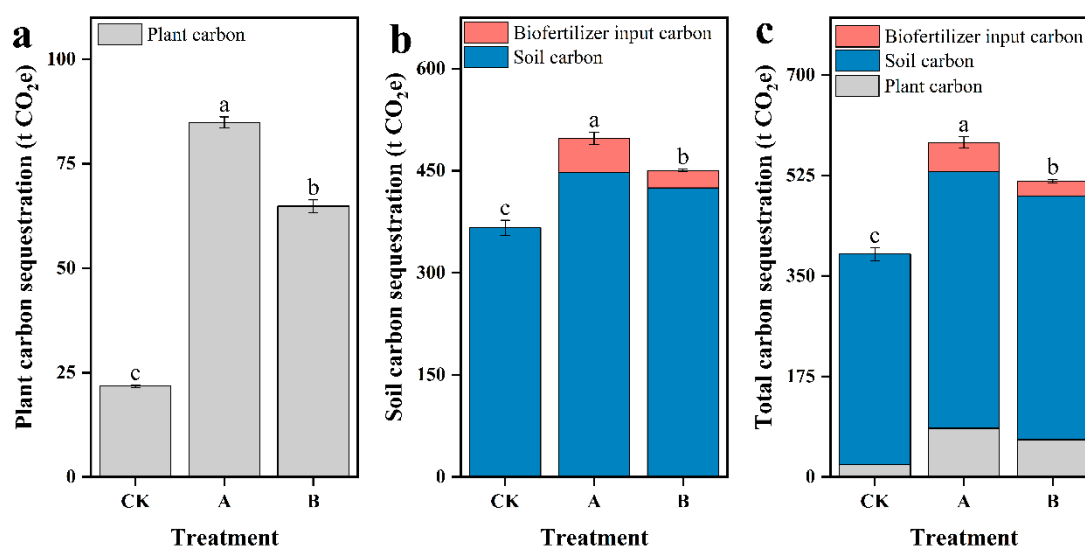 a
Plant carbon
Plant carbon sequestration (t CO₂e)
100
75
50
25
0
c
a
b
CK A B
Treatment
b
Biofertilizer input carbon
Soil carbon
Soil carbon sequestration (t CO₂e)
600
450
300
150
0
c
a
b
CK A B
Treatment
c
Biofertilizer input carbon
Soil carbon
Plant carbon
Total carbon sequestration (t CO₂e)
700
525
350
175
0
c
a
b
CK A B
Treatment